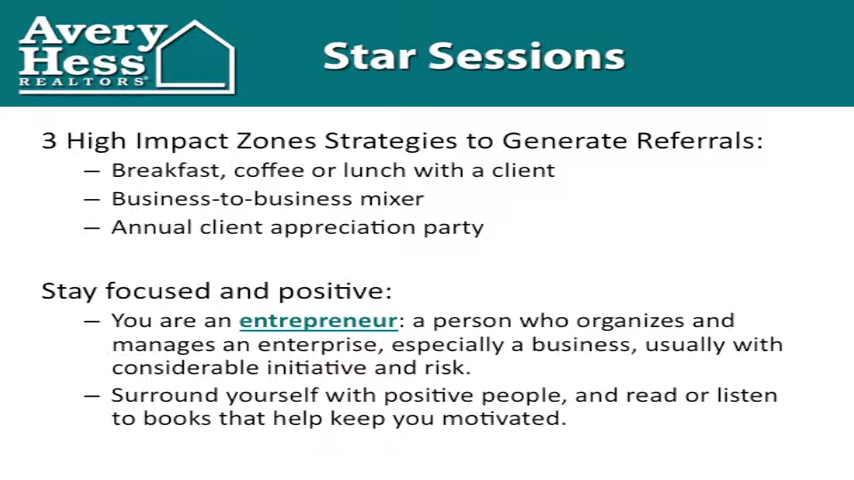 Avery
Hess
REALTORS®
Star Sessions
3 High Impact Zones Strategies to Generate Referrals:
– Breakfast, coffee or lunch with a client
– Business-to-business mixer
– Annual client appreciation party
Stay focused and positive:
– You are an entrepreneur: a person who organizes and
manages an enterprise, especially a business, usually with
considerable initiative and risk.
– Surround yourself with positive people, and read or listen
to books that help keep you motivated.